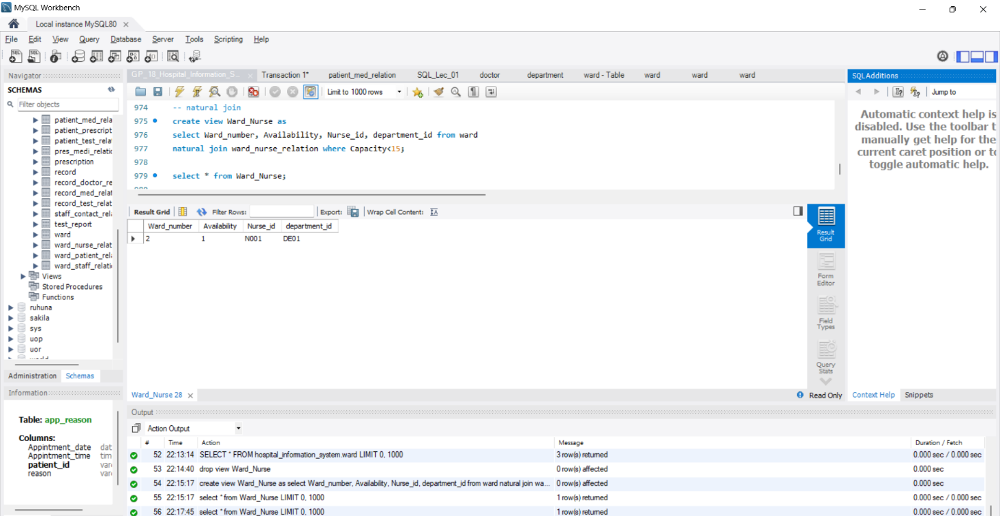 MySQL Workbench
Local instance MySQL80
File Edit View Query Database Server Tools Scripting Help
Navigator
SCHEMAS
Filter objects
patient_med_rela
patient_prescript
patient_test_rela
pres_medi_relatic
prescription
record
record_doctor_re
record_med_relat
record_test_relat
staff_contact_rela
test_report
ward
ward_nurse_relat
ward_patient_rela
ward_staff_relatio
Views
Stored Procedures
Functions
ruhuna
sakila
sys
uop
uor
world
Administration Schemas
Information
Table: app_reason
Columns:
Appintment_date dat
Appintment_time tim
patient_id var
reason var
GP_18_Hospital_Information_S... Transaction 1* patient_med_relation SQL_Lec_01 doctor department ward - Table ward ward ward
Limit to 1000 rows
974 -- natural join
975 create view Ward_Nurse as
976 select Ward_number, Availability, Nurse_id, department_id from ward
977 natural join ward_nurse_relation where Capacity<15;
978
979 select * from Ward_Nurse;
980
Result Grid Filter Rows: Export: Wrap Cell Content:
Ward_number Availability Nurse_id department_id
2 1 N001 DE01
Result Grid
Form Editor
Field Types
Query Stats
Ward_Nurse 28 Read Only
Output
Action Output
# Time Action Message Duration / Fetch
52 22:13:14 SELECT * FROM hospital_information_system.ward LIMIT 0, 1000 3 row(s) returned 0.000 sec / 0.000 sec
53 22:14:40 drop view Ward_Nurse 0 row(s) affected 0.000 sec
54 22:15:17 create view Ward_Nurse as select Ward_number, Availability, Nurse_id, department_id from ward natural join wa... 0 row(s) affected 0.000 sec
55 22:15:17 select * from Ward_Nurse LIMIT 0, 1000 1 row(s) returned 0.000 sec / 0.000 sec
56 22:17:45 select * from Ward_Nurse LIMIT 0, 1000 1 row(s) returned 0.000 sec / 0.000 sec
SQLAdditions
Jump to
Automatic context help is
disabled. Use the toolbar t
manually get help for the
current caret position or to
toggle automatic help.
Context Help Snippets